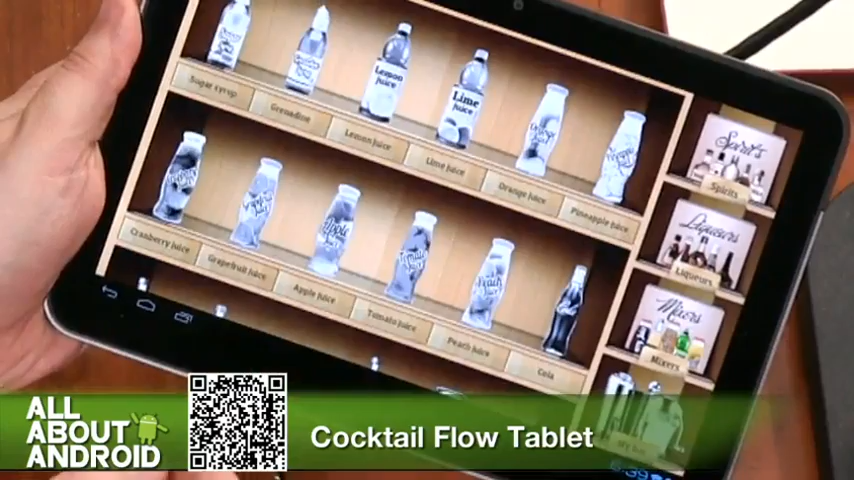 Lemon
Juice
Lime
Juice
Sugar syrup
Grenadine
Lemon Juice
Lime Juice
Orange Juice
Pineapple Juice
Spirits
Spirits
Cranberry Juice
Grapefruit Juice
Apple Juice
Tomato Juice
Peach Juice
Cola
Liqueurs
Liqueurs
Mixers
Mixers
ALL
ABOUT
ANDROID
Cocktail Flow Tablet